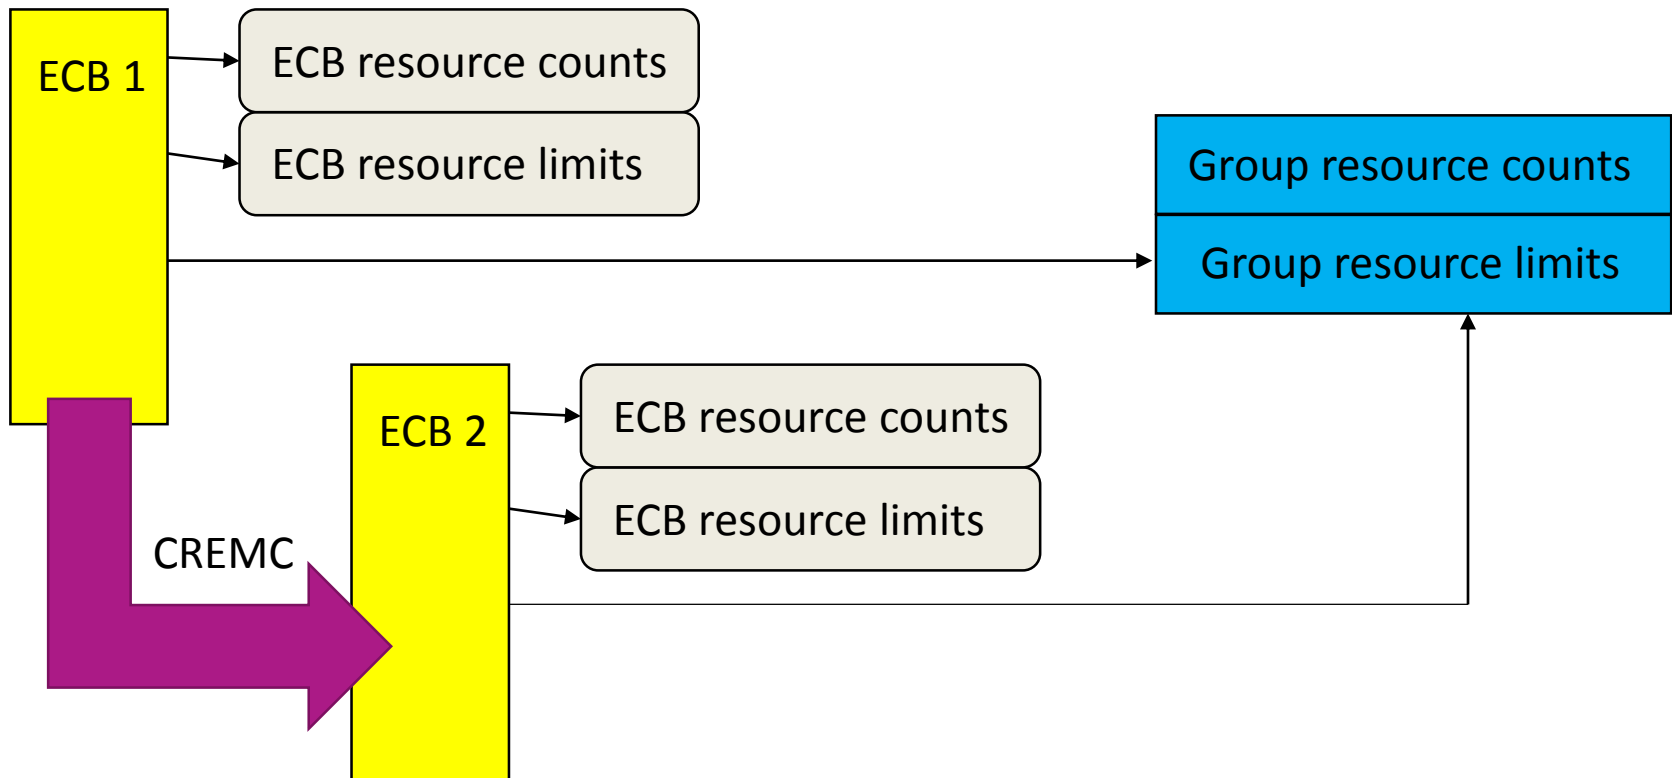 ECB 1
ECB resource counts
ECB resource limits
Group resource counts
Group resource limits
ECB 2
ECB resource counts
ECB resource limits
CREMC